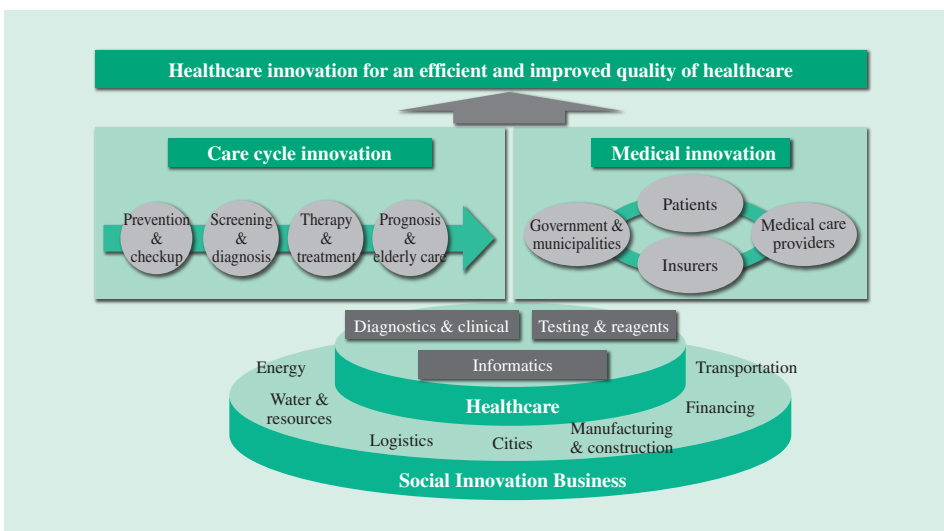 Healthcare innovation for an efficient and improved quality of healthcare
Care cycle innovation
Prevention
&
checkup
Screening
&
diagnosis
Therapy
&
treatment
Prognosis
&
elderly care
Medical innovation
Patients
Government &
municipalities
Medical care
providers
Insurers
Diagnostics & clinical
Testing & reagents
Informatics
Healthcare
Energy
Water &
resources
Logistics
Cities
Manufacturing
& construction
Financing
Transportation
Social Innovation Business